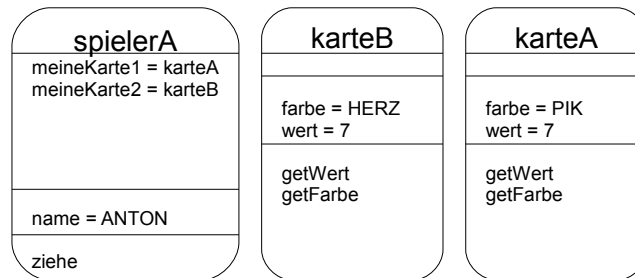 spielerA
meineKarte1 = karteA
meineKarte2 = karteB
name = ANTON
ziehe
karteB
farbe = HERZ
wert = 7
getWert
getFarbe
karteA
farbe = PIK
wert = 7
getWert
getFarbe